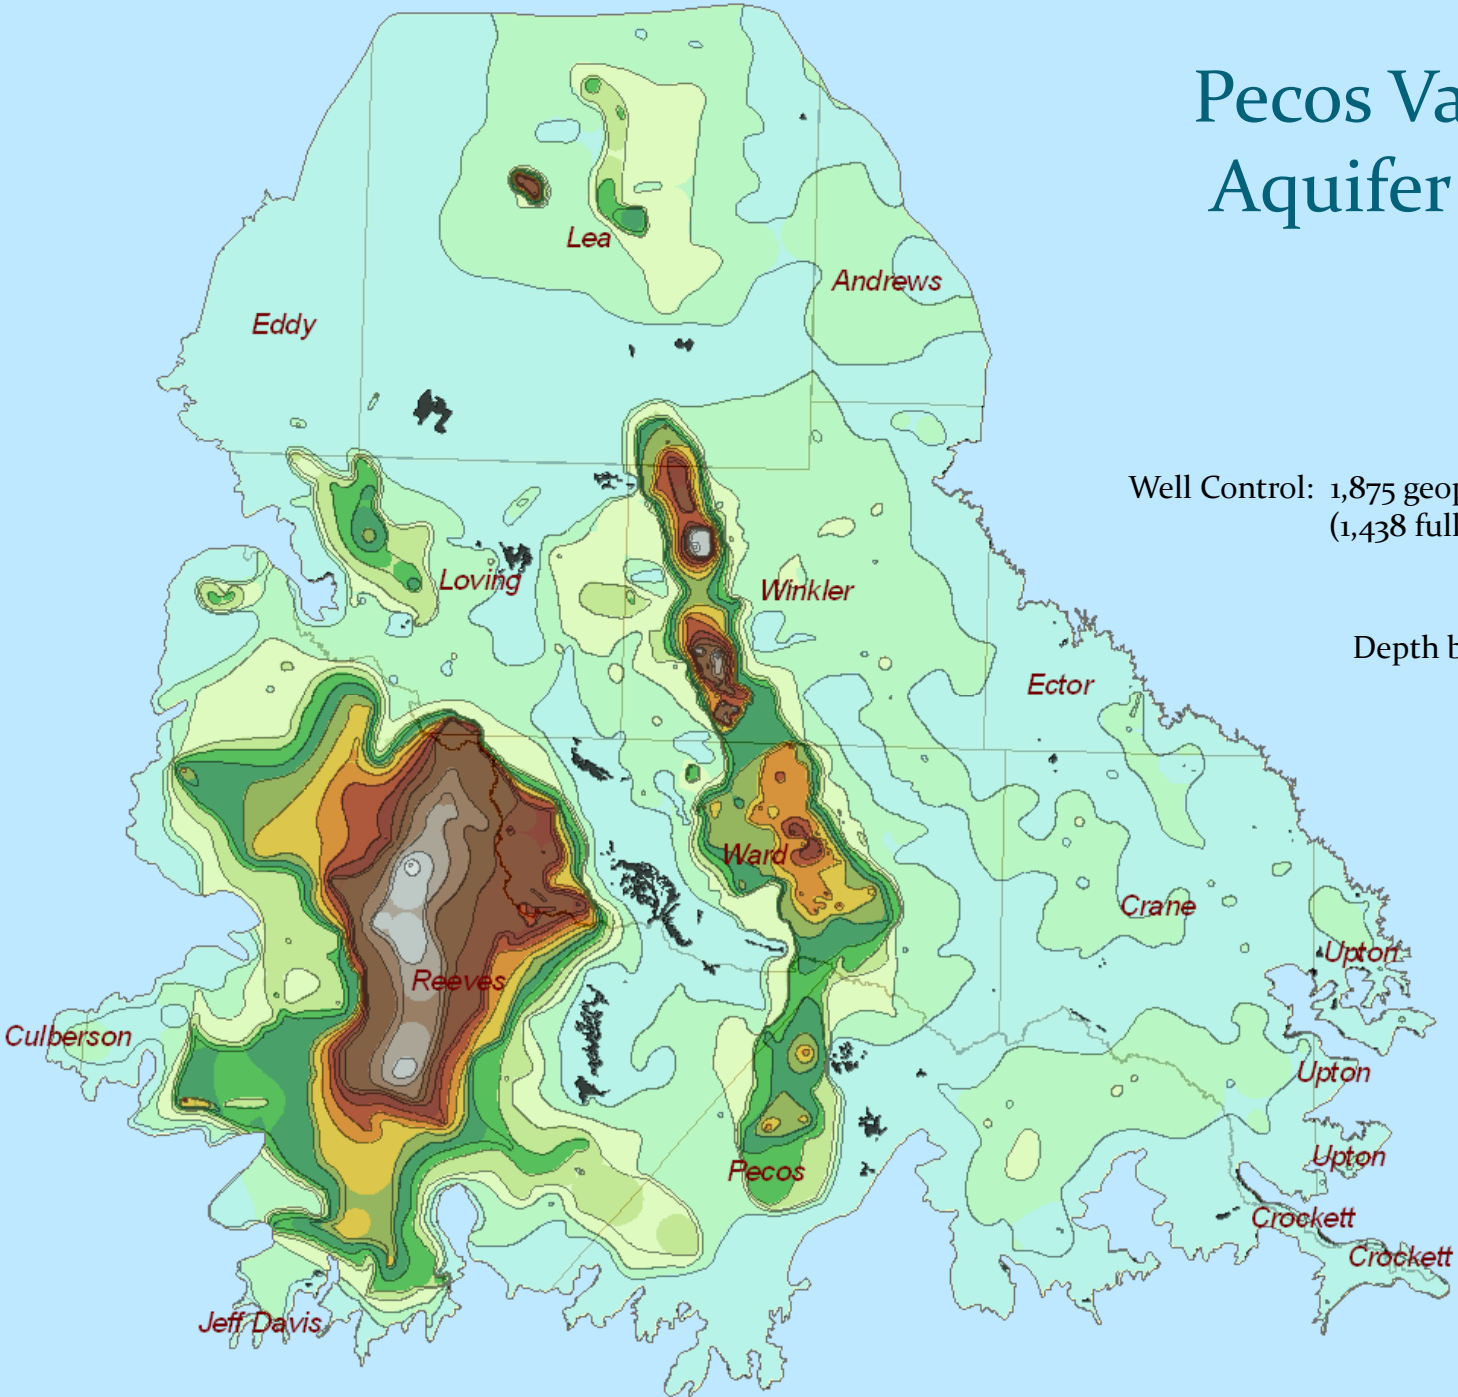 Pecos Va
Aquifer
Lea
Andrews
Eddy
Well Control: 1,875 geop
(1,438 full
Loving
Winkler
Depth b
Ector
Ward
Crane
Upton
Reeves
Culberson
Upton
Upton
Pecos
Crockett
Crockett
Jeff Davis